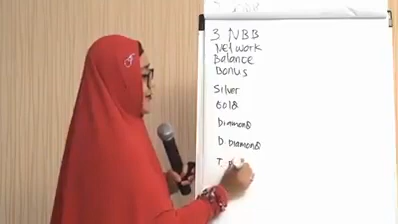 3 ↑ NBB
Network
Balance
Bonus
Silver
Gold
Diamond
D Diamond
T